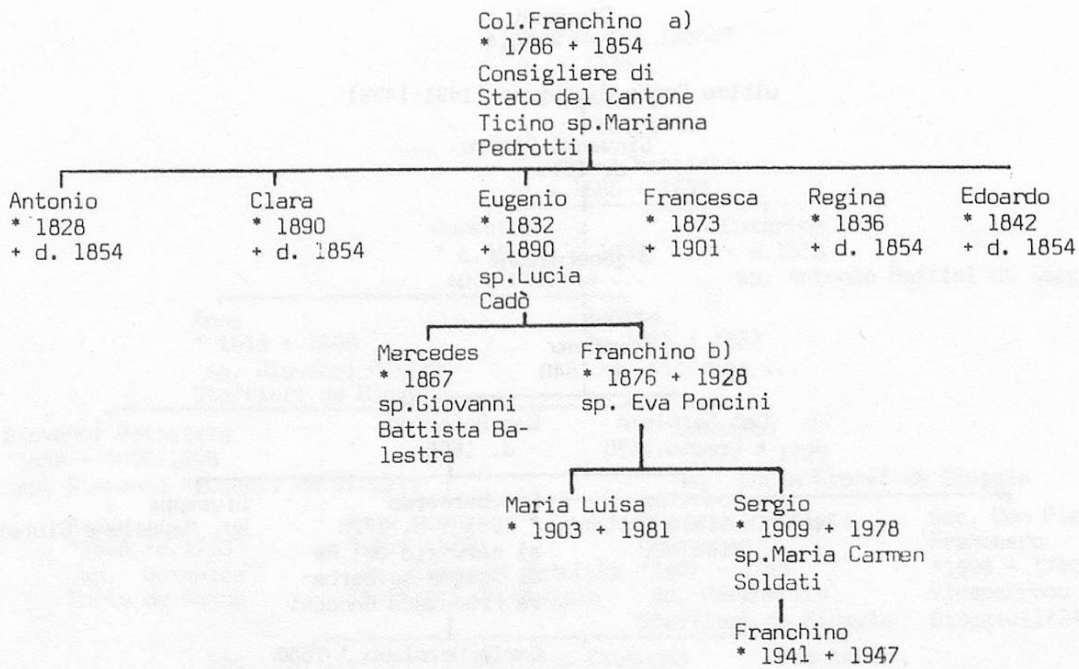 Col.Franchino a)
* 1786 + 1854
Consigliere di
Stato del Cantone
Ticino sp.Marianna
Pedrotti
Antonio
* 1828
+ d. 1854
Clara
* 1890
+ d. 1854
Eugenio
* 1832
+ 1890
sp.Lucia
Cadò
Francesca
* 1873
+ 1901
Regina
* 1836
+ d. 1854
Edoardo
* 1842
+ d. 1854
Mercedes
* 1867
sp.Giovanni
Battista Ba-
lestra
Franchino b)
* 1876 + 1928
sp. Eva Poncini
Maria Luisa
* 1903 + 1981
Sergio
* 1909 + 1978
sp.Maria Carmen
Soldati
Franchino
* 1941 + 1947